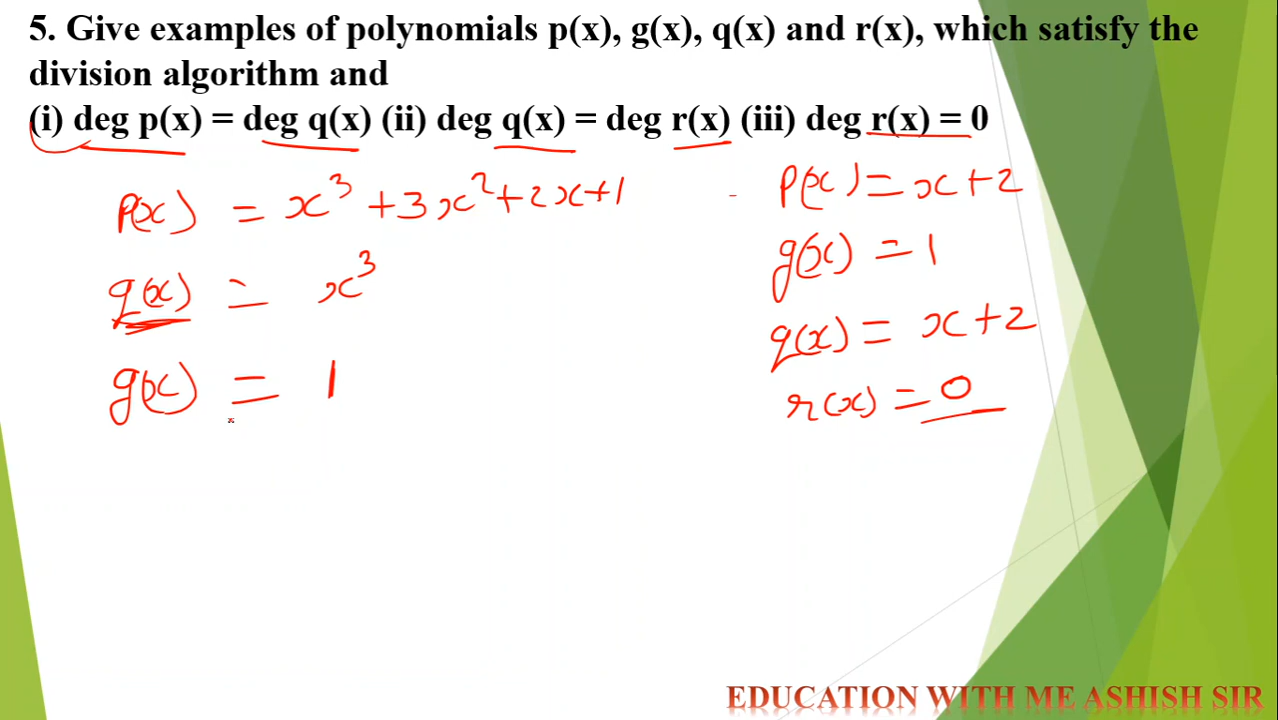 5. Give examples of polynomials p(x), g(x), q(x) and r(x), which satisfy the
division algorithm and
(i) deg p(x) = deg q(x) (ii) deg q(x) = deg r(x) (iii) deg r(x) = 0
p(x) = x³ + 3x² + 2x + 1
q(x) = x³
g(x) = 1
p(x) = x + 2
g(x) = 1
q(x) = x + 2
r(x) = 0
EDUCATION WITH ME ASHISH SIR